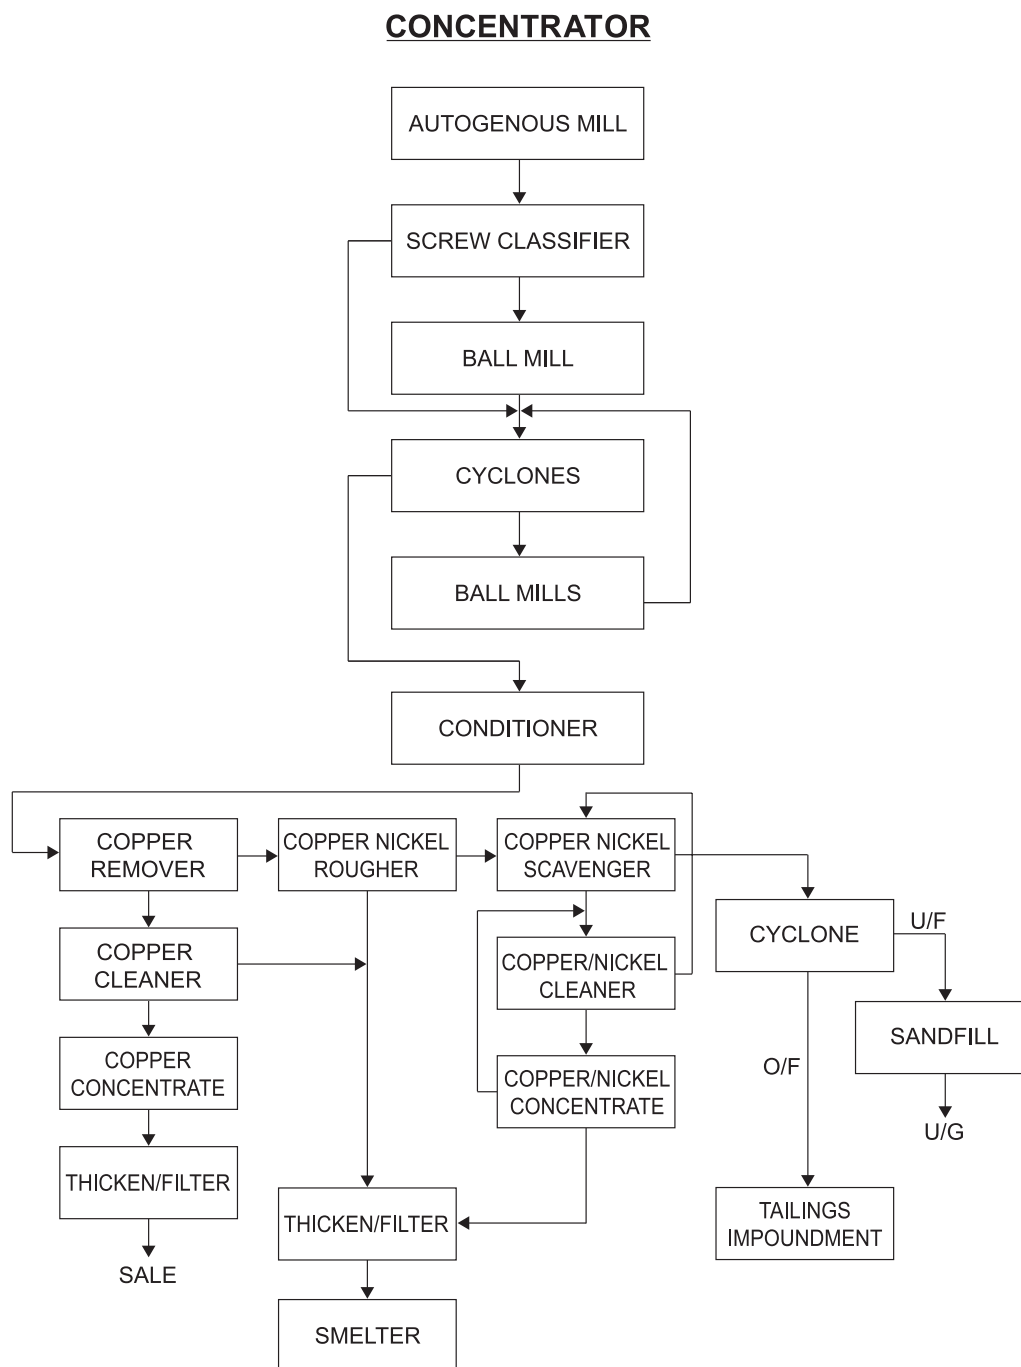 CONCENTRATOR
AUTOGENOUS MILL
SCREW CLASSIFIER
BALL MILL
CYCLONES
BALL MILLS
CONDITIONER
COPPER
REMOVER
COPPER NICKEL
ROUGHER
COPPER NICKEL
SCAVENGER
CYCLONE
U/F
COPPER
CLEANER
COPPER/NICKEL
CLEANER
SANDFILL
O/F
U/G
COPPER
CONCENTRATE
COPPER/NICKEL
CONCENTRATE
THICKEN/FILTER
SALE
THICKEN/FILTER
TAILINGS
IMPOUNDMENT
SMELTER